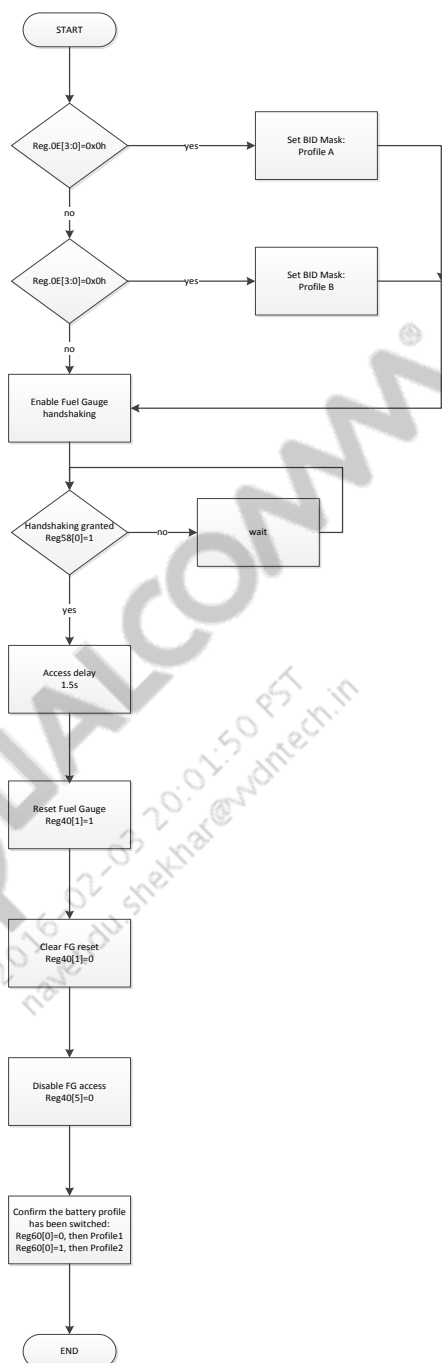 START
Reg.0E[3:0]=0x0h
yes
Set BID Mask:
Profile A
no
Reg.0E[3:0]=0x0h
yes
Set BID Mask:
Profile B
no
Enable Fuel Gauge
handshaking
Handshaking granted
Reg58[0]=1
no
wait
yes
Access delay
1.5s
Reset Fuel Gauge
Reg40[1]=1
Clear FG reset
Reg40[1]=0
Disable FG access
Reg40[5]=0
Confirm the battery profile
has been switched:
Reg60[0]=0, then Profile1
Reg60[0]=1, then Profile2
END
QUALCOMM
®
2016-02-03 20:01:50 PST